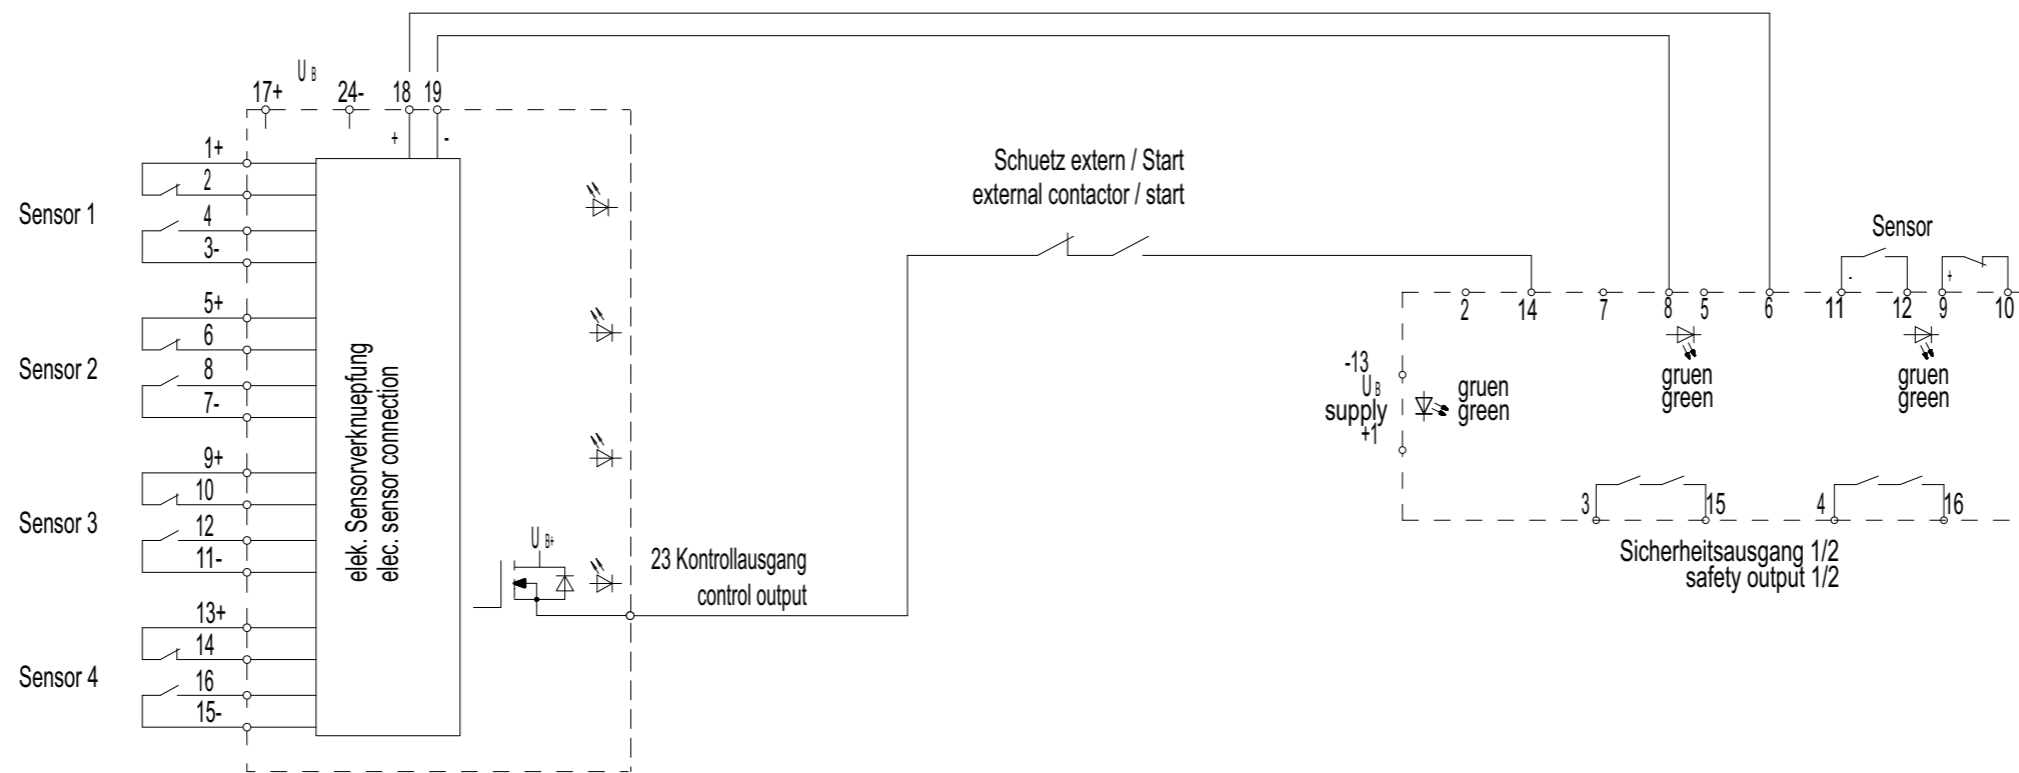 U B
17+ 24- 18 19
+ -
1+
2
Sensor 1
4
3-
5+
6
Sensor 2
8
7-
9+
10
Sensor 3
12
11-
13+
14
Sensor 4
16
15-
elek. Sensorverknuepfung
elec. sensor connection
U B+
23 Kontrollausgang
control output
Schuetz extern / Start
external contactor / start
Sensor
- +
2 14 7 8 5 6 11 12 9 10
-13
U B
supply
+1
gruen
green
gruen
green
gruen
green
3 15 4 16
Sicherheitsausgang 1/2
safety output 1/2